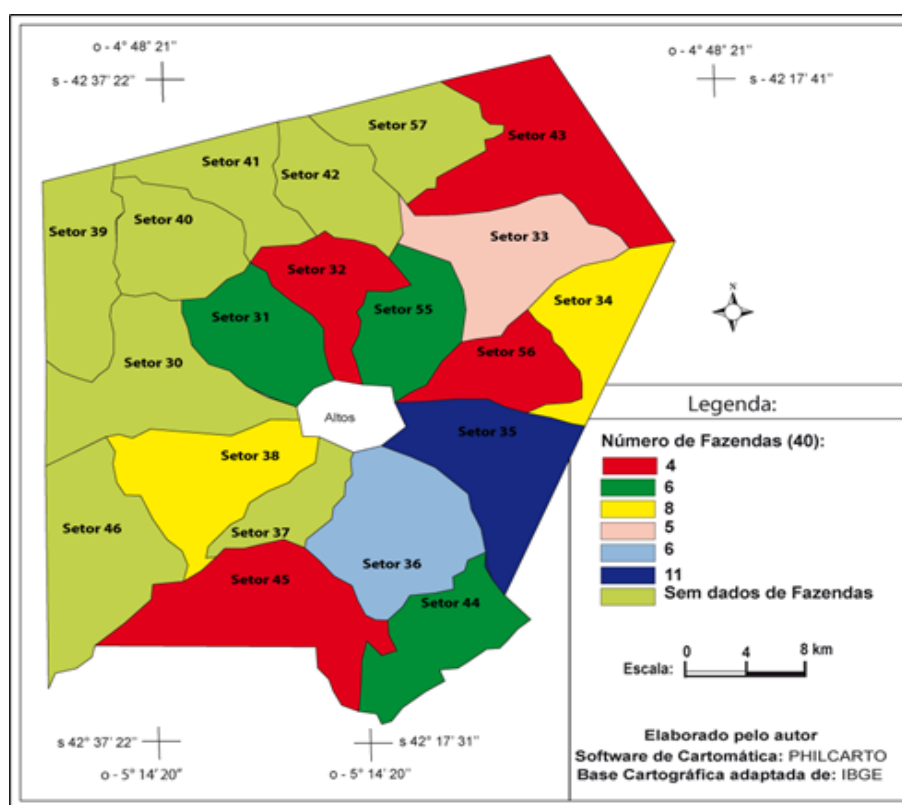 o - 4° 48' 21''
s - 42 37' 22''
o - 4° 48' 21''
s - 42 17' 41''
Setor 57
Setor 43
Setor 41
Setor 42
Setor 40
Setor 39
Setor 33
Setor 32
Setor 34
Setor 31
Setor 55
Setor 56
Setor 30
Altos
Setor 35
Setor 38
Setor 46
Setor 37
Setor 36
Setor 45
Setor 44
Legenda:
Número de Fazendas (40):
4
6
8
5
6
11
Sem dados de Fazendas
Escala:
0 4 8 km
N
s 42° 37' 22''
o - 5° 14' 20''
s 42° 17' 31''
o - 5° 14' 20''
Elaborado pelo autor
Software de Cartomática: PHILCARTO
Base Cartográfica adaptada de: IBGE